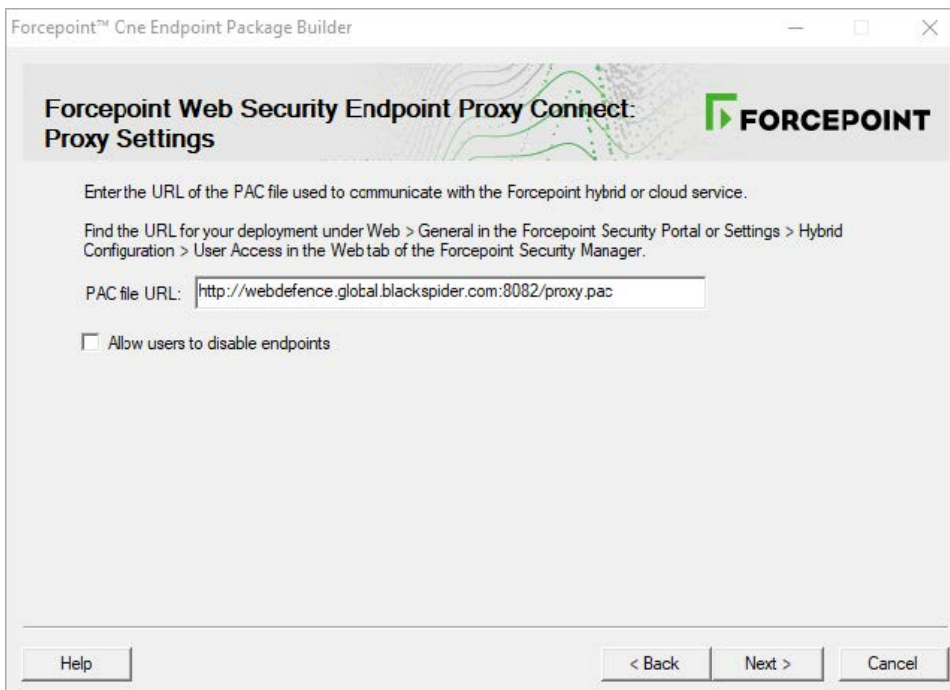 Forcepoint™ One Endpoint Package Builder
Forcepoint Web Security Endpoint Proxy Connect:
Proxy Settings
FORCEPOINT
Enter the URL of the PAC file used to communicate with the Forcepoint hybrid or cloud service.
Find the URL for your deployment under Web > General in the Forcepoint Security Portal or Settings > Hybrid
Configuration > User Access in the Web tab of the Forcepoint Security Manager.
PAC file URL: http://webdefence.global.blackspider.com:8082/proxy.pac
Allow users to disable endpoints
Help < Back Next > Cancel